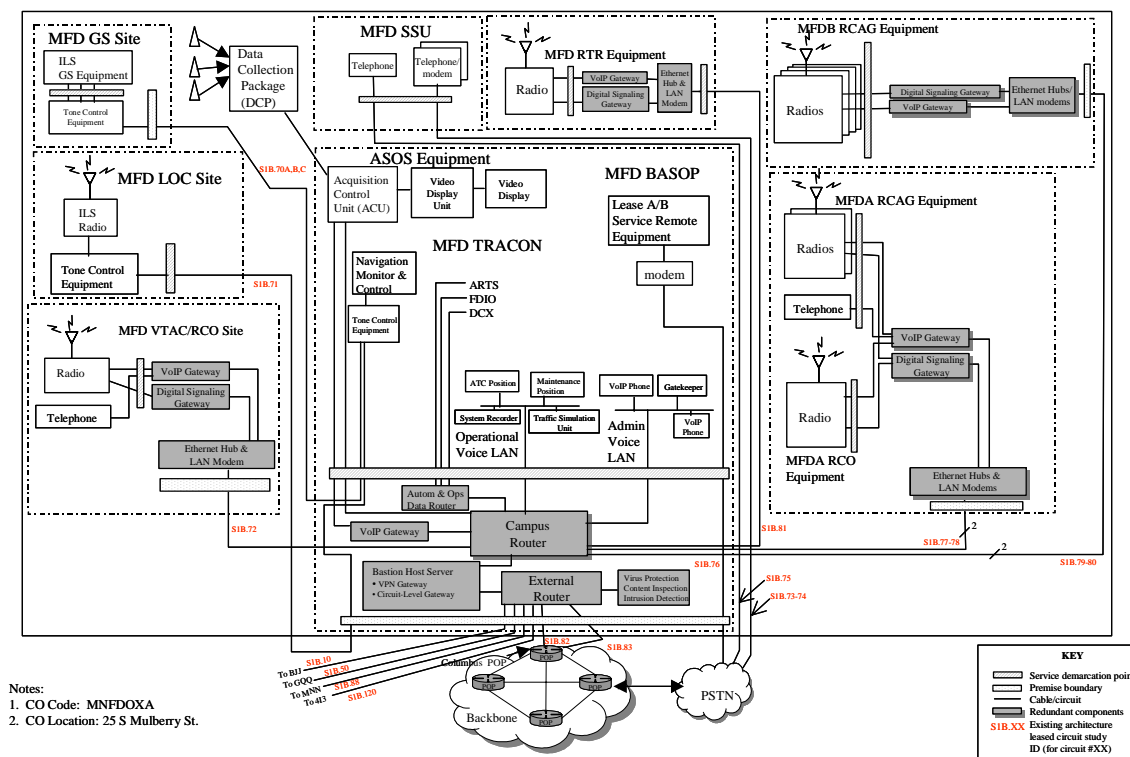 MFD GS Site
ILS
GS Equipment
Tone Control
Equipment
Data
Collection
Package
(DCP)
MFD SSU
Telephone
Telephone/
modem
MFD RTR Equipment
Radio
VoIP Gateway
Digital Signaling
Gateway
Ethernet
Hub &
LAN
Modem
MFDB RCAG Equipment
Radios
Digital Signaling Gateway
VoIP Gateway
Ethernet Hubs/
LAN modems
S1B.70A,B,C
MFD LOC Site
ILS
Radio
Tone Control
Equipment
S1B.71
ASOS Equipment
Acquisition
Control
Unit (ACU)
Video
Display
Unit
Video
Display
MFD BASOP
Lease A/B
Service Remote
Equipment
modem
MFD TRACON
Navigation
Monitor &
Control
Tone Control
Equipment
ARTS
FDIO
DCX
MFDA RCAG Equipment
Radios
Telephone
VoIP Gateway
Digital Signaling
Gateway
Radio
MFDA RCO
Equipment
Ethernet Hubs &
LAN Modems
MFD VTAC/RCO Site
Radio
VoIP Gateway
Digital Signaling
Gateway
Telephone
Ethernet Hub &
LAN Modem
S1B.72
ATC Position
Maintenance
Position
System Recorder
Traffic Simulation
Unit
Operational
Voice LAN
VoIP Phone
Gatekeeper
VoIP
Phone
Admin
Voice
LAN
Autom & Ops
Data Router
VoIP Gateway
Campus
Router
S1B.81
2
S1B.77-78
2
S1B.79-80
S1B.76
S1B.75
S1B.73-74
Bastion Host Server
• VPN Gateway
• Circuit-Level Gateway
External
Router
Virus Protection
Content Inspection
Intrusion Detection
S1B.82
S1B.83
To BJJ S1B.10
To GQQ S1B.50
To MNN S1B.88
To 413 S1B.120
Columbus POP
POP
POP
POP
POP
Backbone
PSTN
Notes:
1. CO Code: MNFDOXA
2. CO Location: 25 S Mulberry St.
KEY
Service demarcation point
Premise boundary
Cable/circuit
Redundant components
S1B.XX Existing architecture
leased circuit study
ID (for circuit #XX)